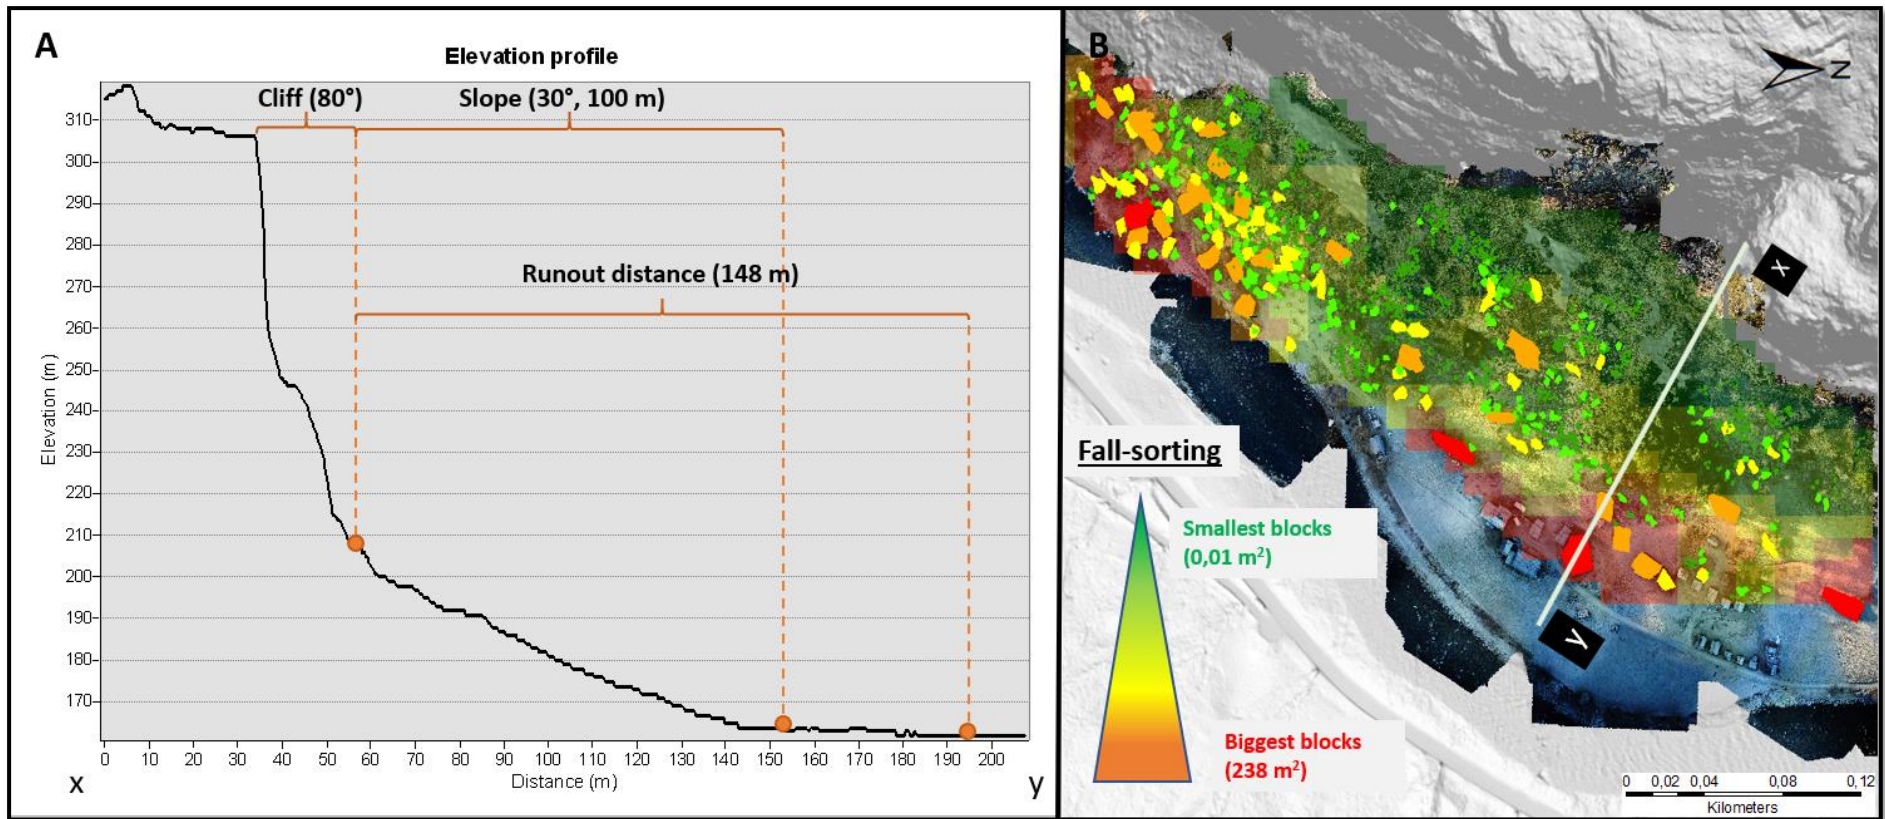 A
Elevation profile
Cliff (80°)
Slope (30°, 100 m)
Runout distance (148 m)
Elevation (m)
310
300
290
280
270
260
250
240
230
220
210
200
190
180
170
0 10 20 30 40 50 60 70 80 90 100 110 120 130 140 150 160 170 180 190 200
Distance (m)
x
y
B
N
x
y
Fall-sorting
Smallest blocks
(0,01 m²)
Biggest blocks
(238 m²)
0 0,02 0,04 0,08 0,12
Kilometers